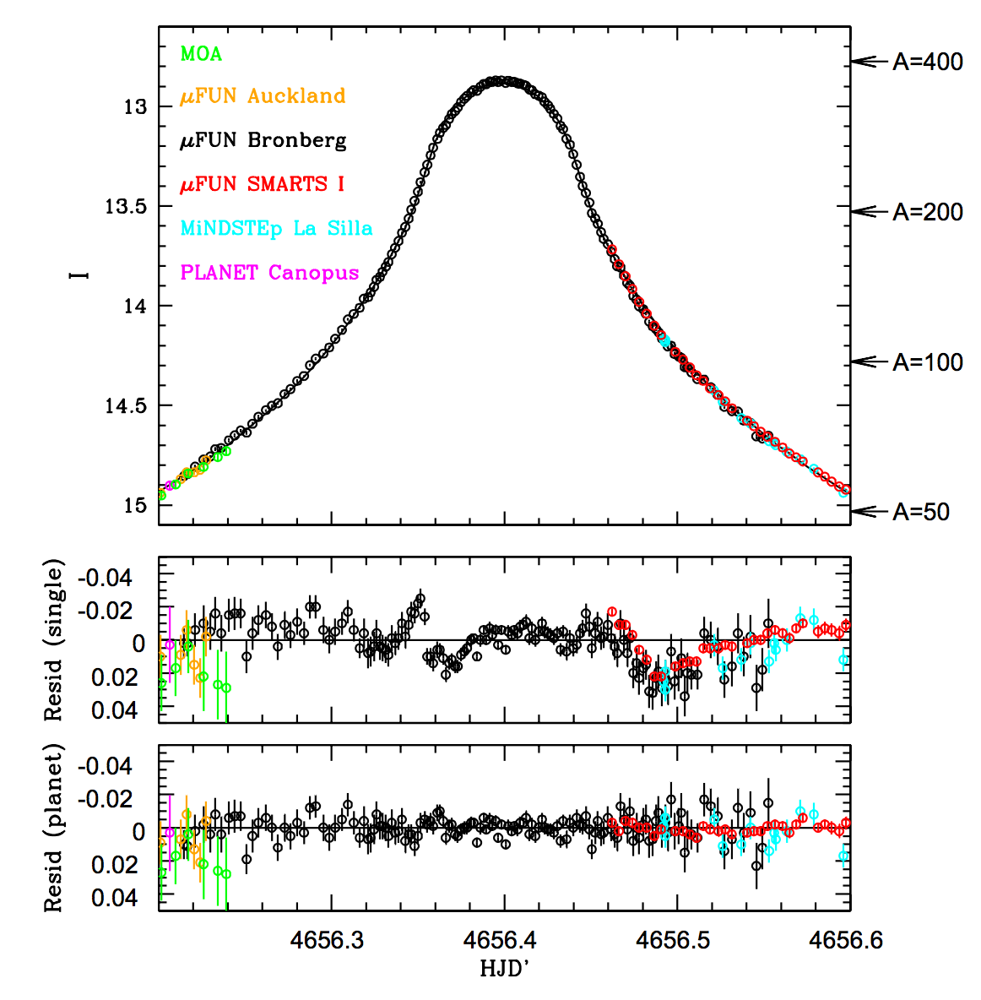 MOA
μFUN Auckland
μFUN Bronberg
μFUN SMARTS I
MiNDSTEp La Silla
PLANET Canopus
I
13
13.5
14
14.5
15
A=400
A=200
A=100
A=50
Resid (single)
-0.04
-0.02
0
0.02
0.04
Resid (planet)
-0.04
-0.02
0
0.02
0.04
4656.3
4656.4
4656.5
4656.6
HJD'